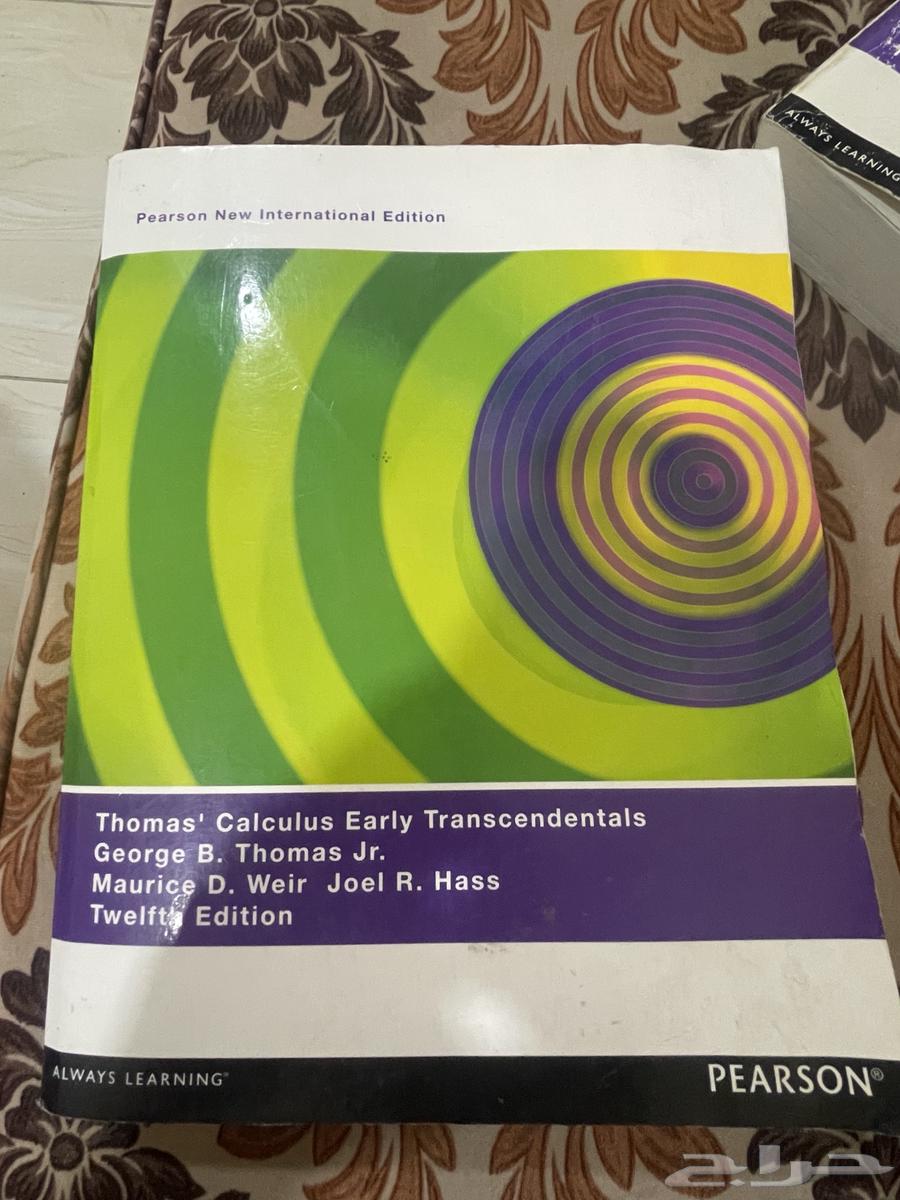 Pearson New International Edition
ALWAYS LEARNING
Thomas' Calculus Early Transcendentals
George B. Thomas Jr.
Maurice D. Weir Joel R. Hass
Twelfth Edition
ALWAYS LEARNING®
PEARSON®
حراج